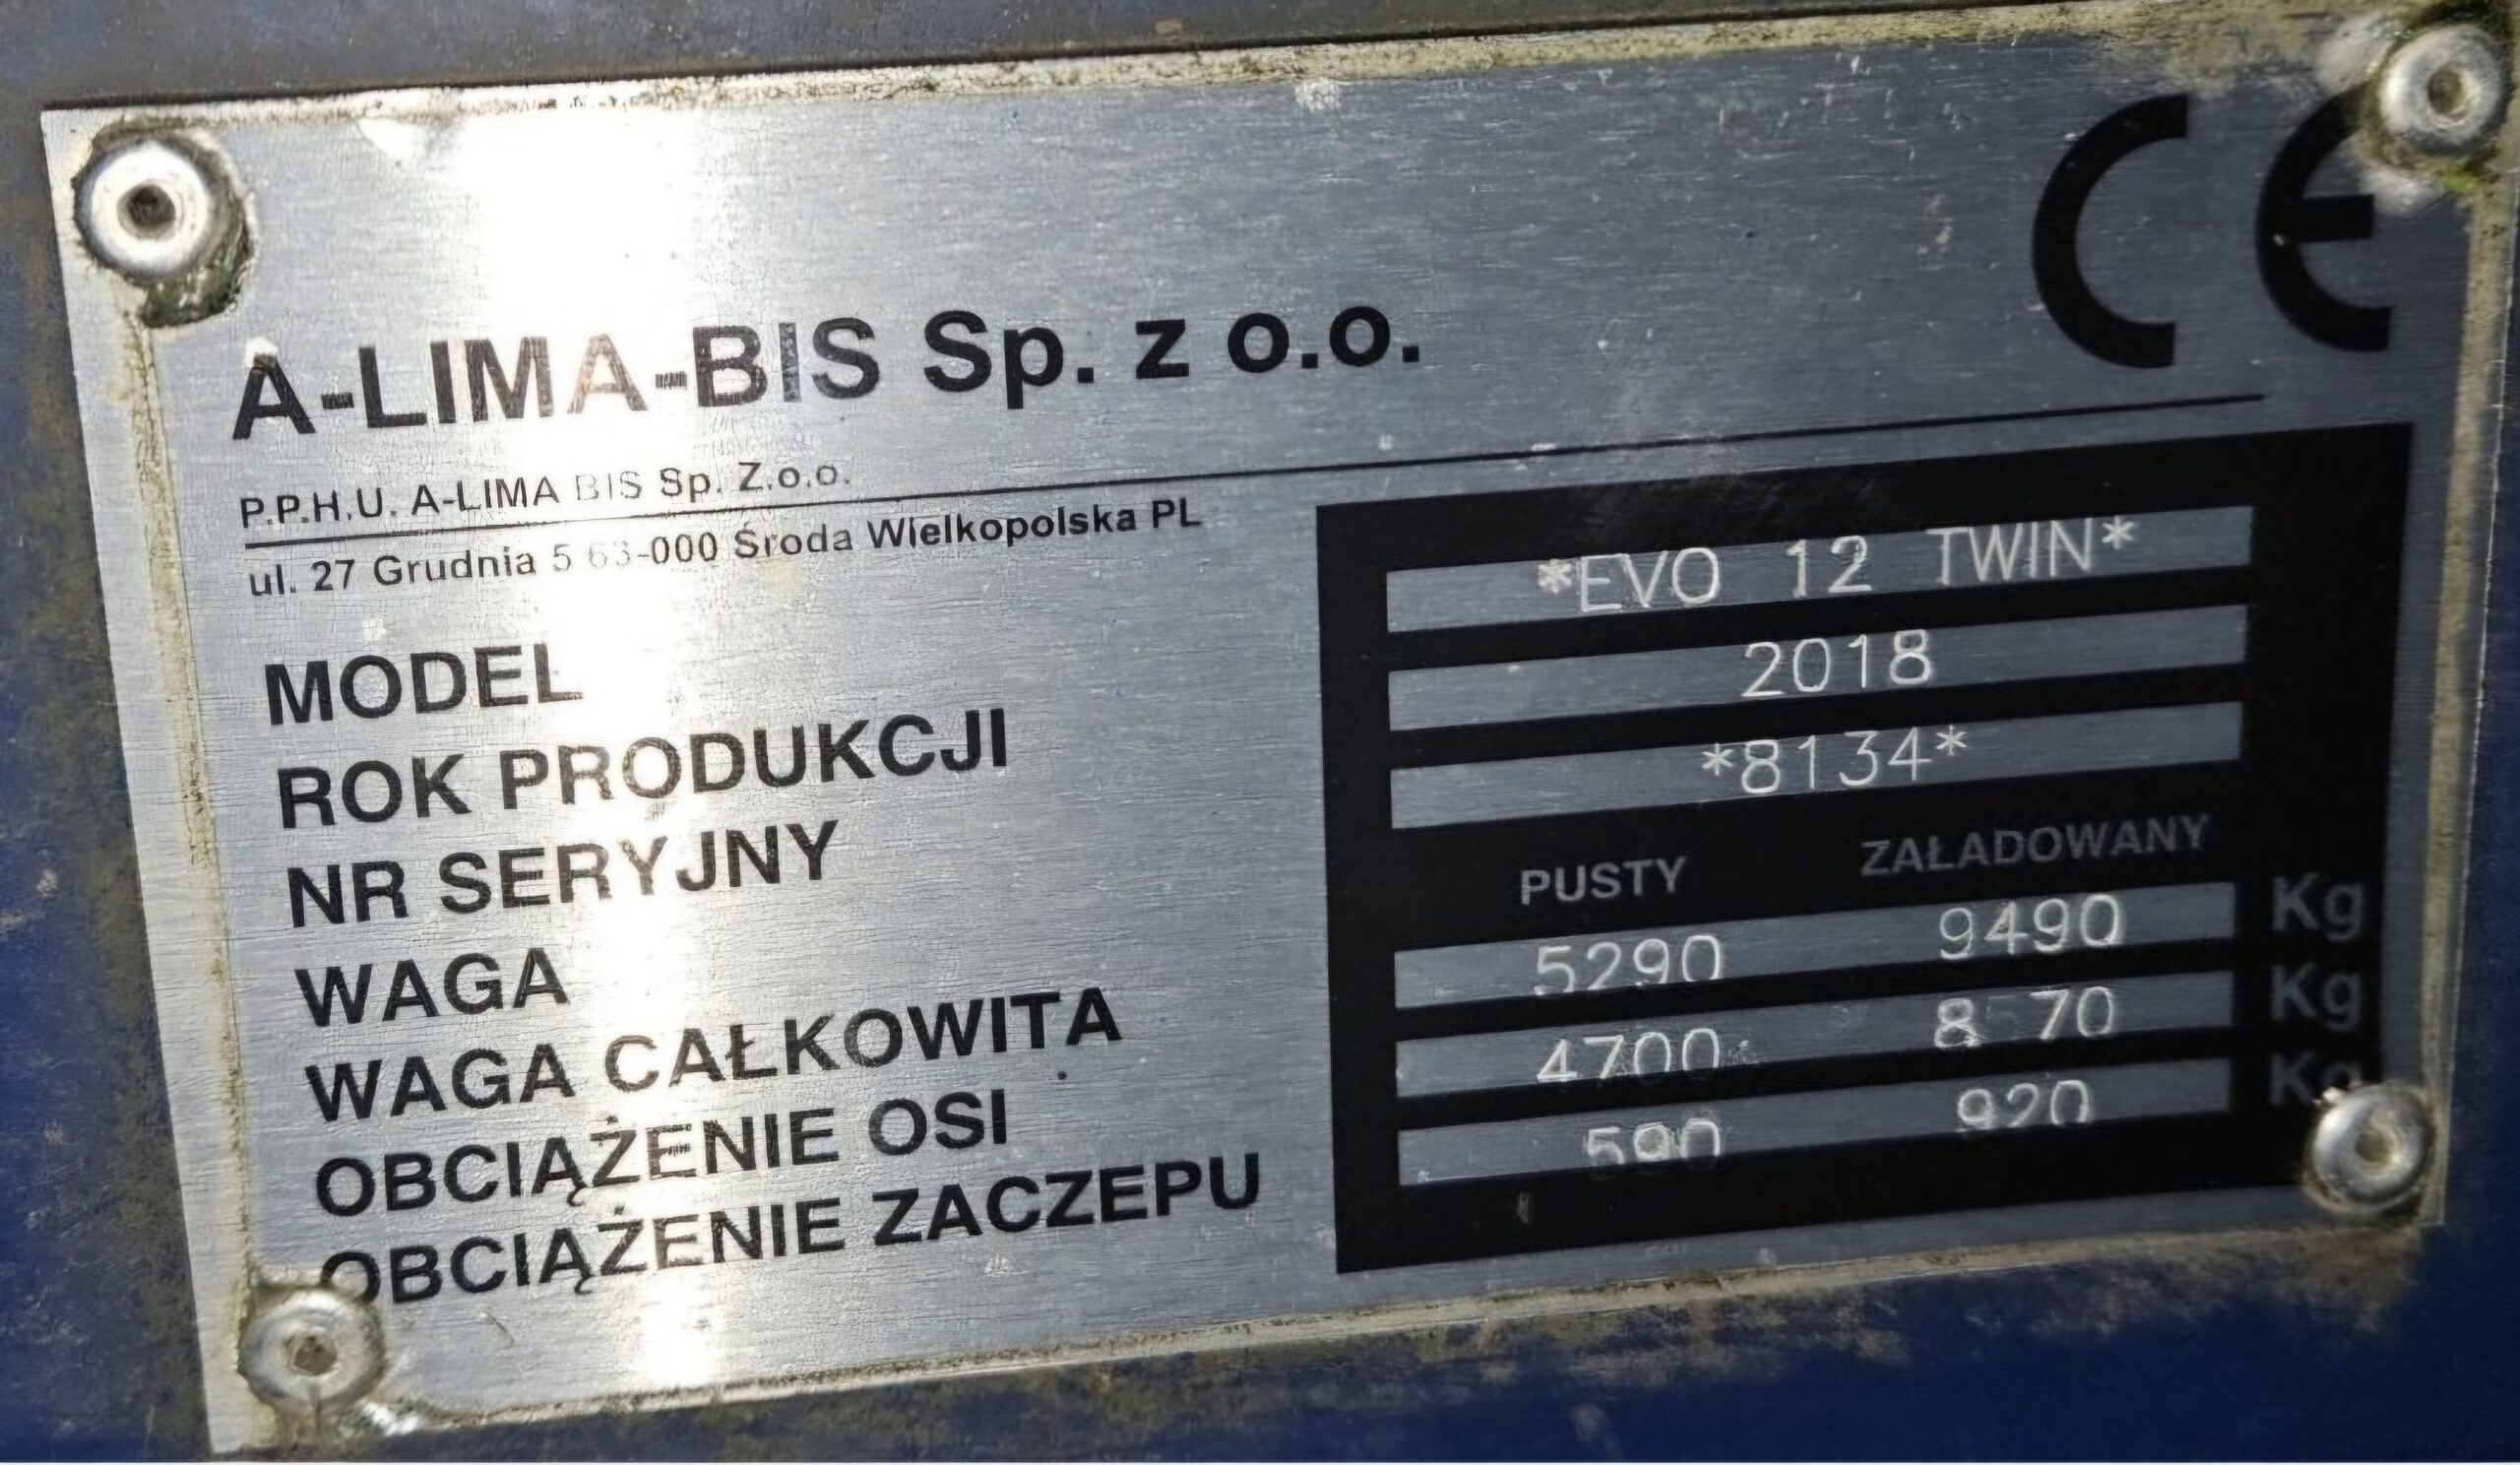 CE
A-LIMA-BIS Sp. z o.o.
P.P.H.U. A-LIMA BIS Sp. Z.o.o.
ul. 27 Grudnia 5 63-000 Środa Wielkopolska PL
MODEL *EVO 12 TWIN*
ROK PRODUKCJI 2018
NR SERYJNY *8134*
PUSTY ZAŁADOWANY
WAGA
WAGA CAŁKOWITA 5290 9490 Kg
OBCIĄŻENIE OSI 4700 Kg
OBCIĄŻENIE ZACZEPU 590 920 Kg